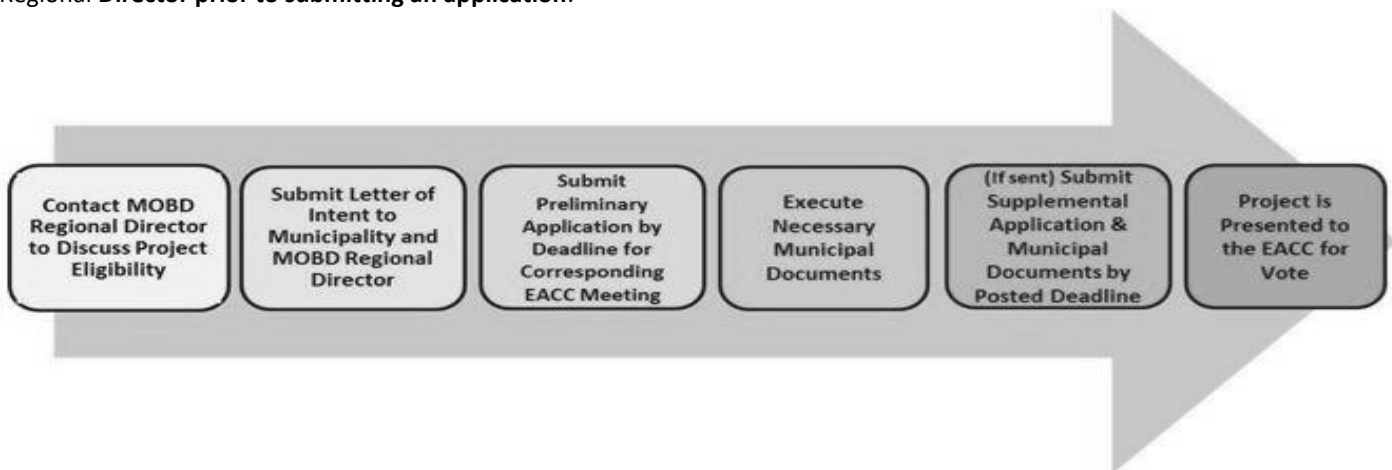 Regional Director prior to submitting an application.
Contact MOBD
Regional Director
to Discuss Project
Eligibility
Submit Letter of
Intent to
Municipality and
MOBD Regional
Director
Submit
Preliminary
Application by
Deadline for
Corresponding
EACC Meeting
Execute
Necessary
Municipal
Documents
(If sent) Submit
Supplemental
Application &
Municipal
Documents by
Posted Deadline
Project is
Presented to
the EACC for
Vote